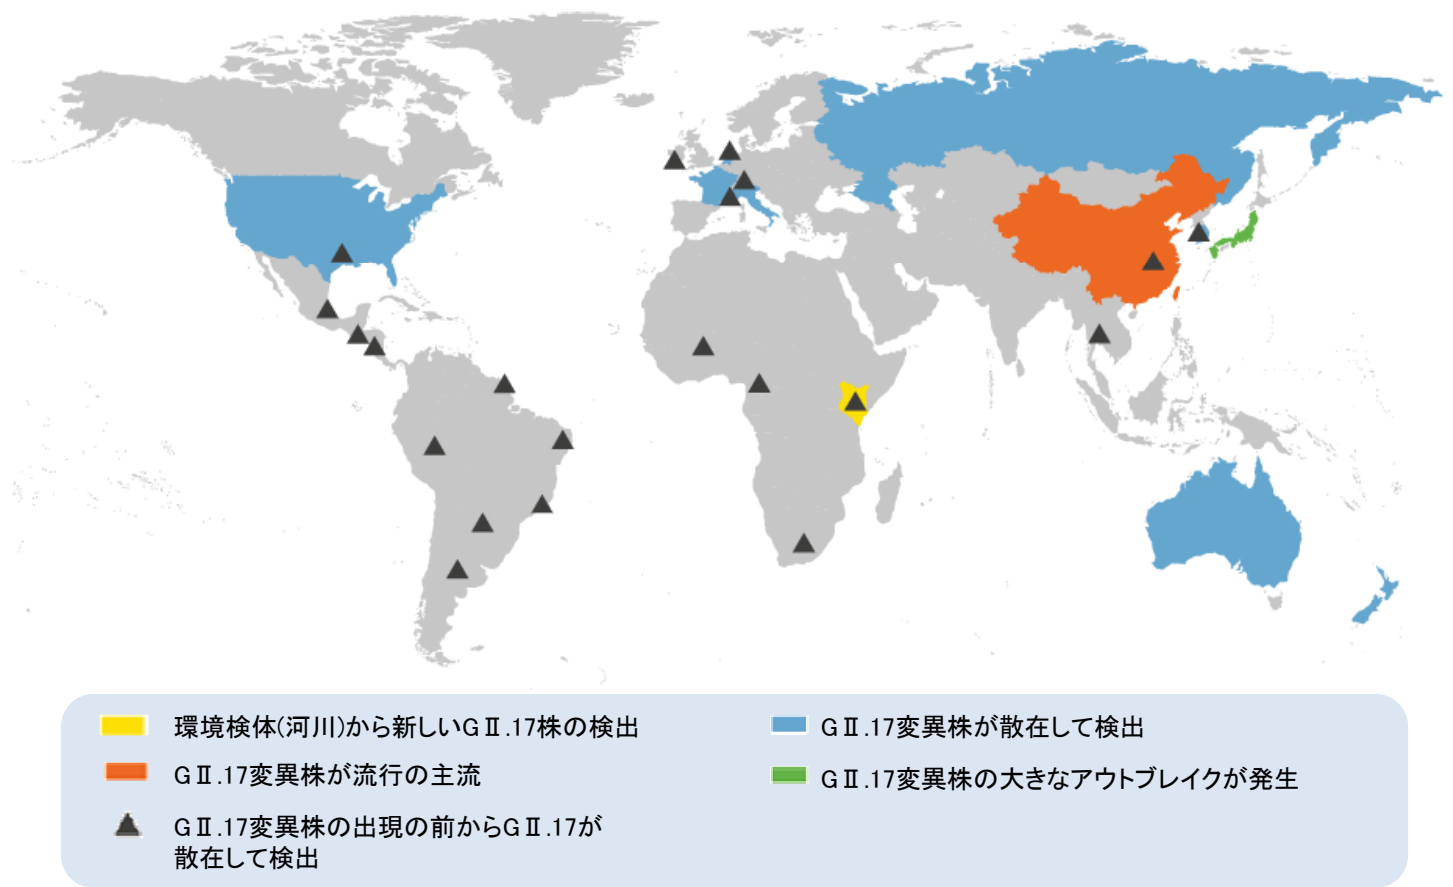 環境検体(河川)から新しいGⅡ.17株の検出
GⅡ.17変異株が流行の主流
GⅡ.17変異株の出現の前からGⅡ.17が
散在して検出
GⅡ.17変異株が散在して検出
GⅡ.17変異株の大きなアウトブレイクが発生